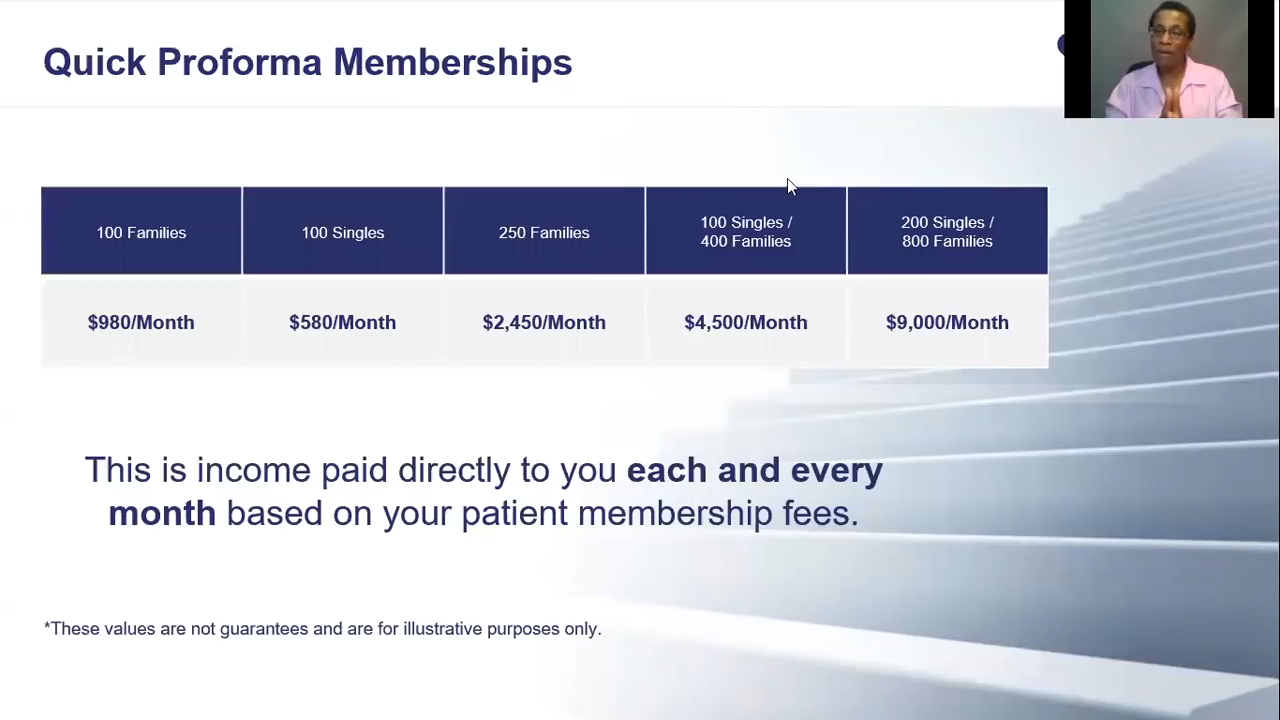 Quick Proforma Memberships
100 Families
100 Singles
250 Families
100 Singles /
400 Families
200 Singles /
800 Families
$980/Month
$580/Month
$2,450/Month
$4,500/Month
$9,000/Month
This is income paid directly to you each and every
month based on your patient membership fees.
*These values are not guarantees and are for illustrative purposes only.